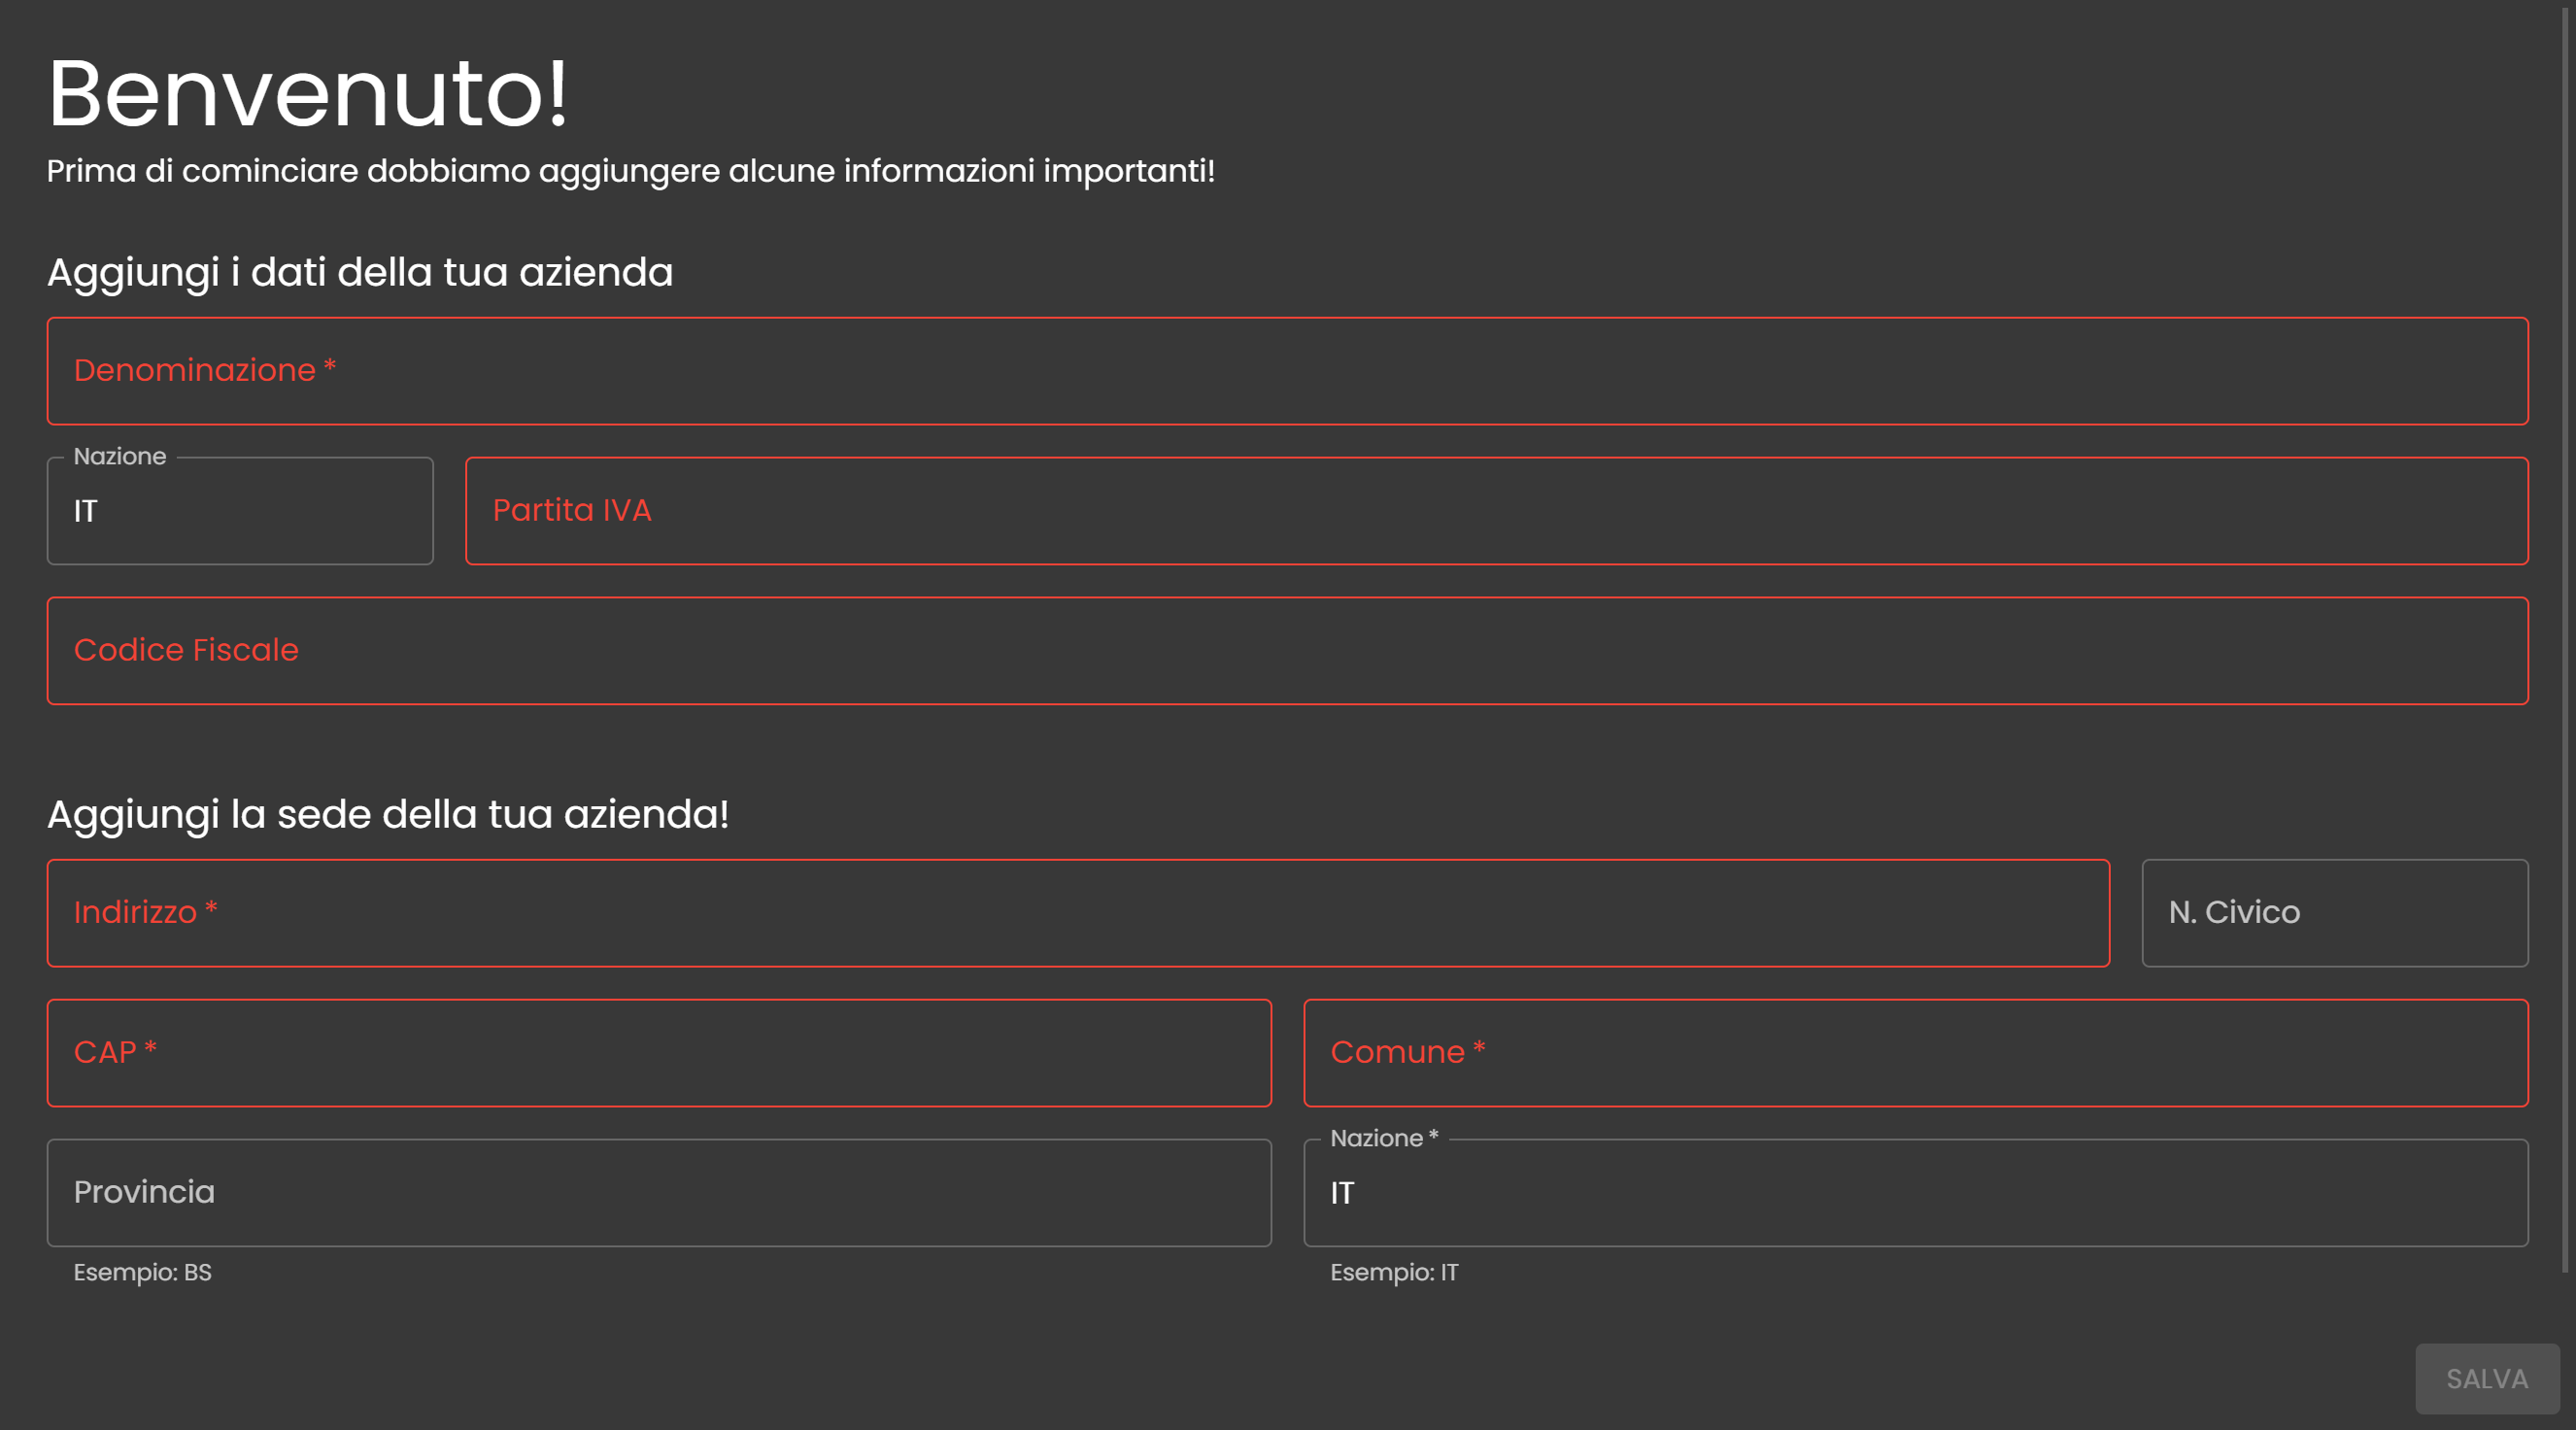 Benvenuto!
Prima di cominciare dobbiamo aggiungere alcune informazioni importanti!
Aggiungi i dati della tua azienda
Denominazione *
Nazione
IT
Partita IVA
Codice Fiscale
Aggiungi la sede della tua azienda!
Indirizzo *
N. Civico
CAP *
Comune *
Provincia
Esempio: BS
Nazione *
IT
Esempio: IT
SALVA